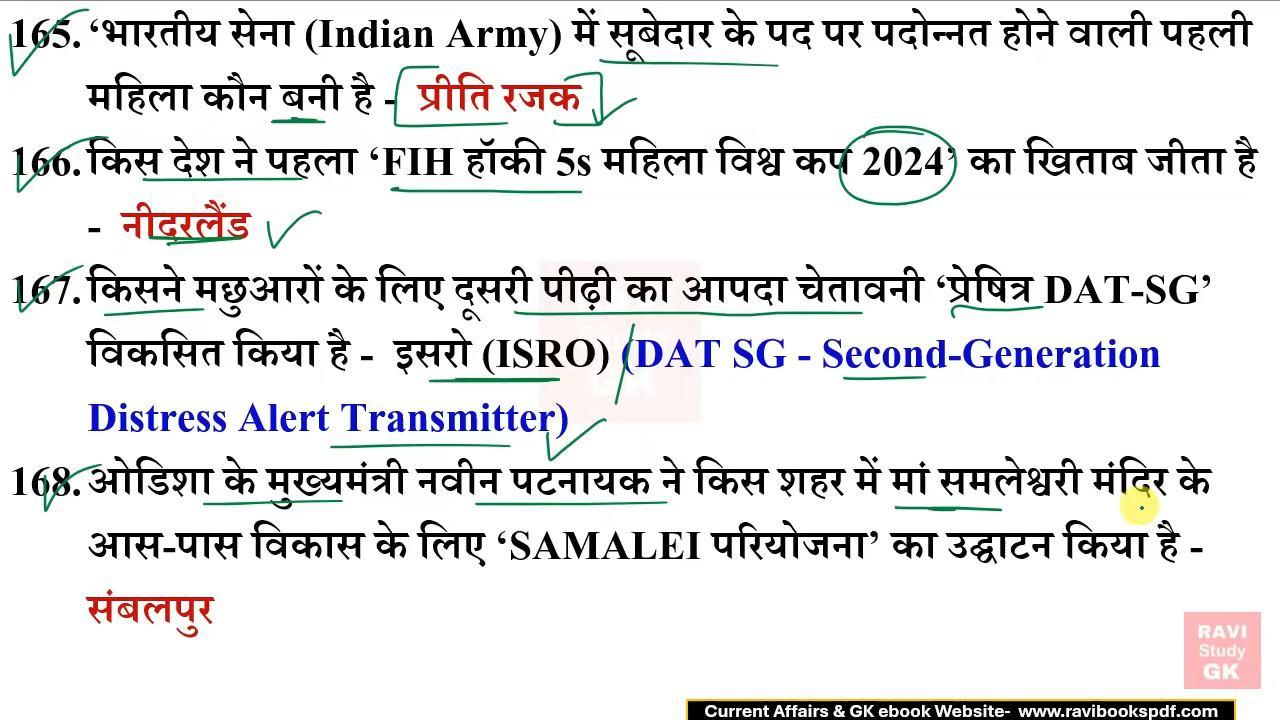 165. ‘भारतीय सेना (Indian Army) में सूबेदार के पद पर पदोन्नत होने वाली पहली
महिला कौन बनी है - प्रीति रजक
166. किस देश ने पहला ‘FIH हॉकी 5s महिला विश्व कप 2024’ का खिताब जीता है
- नीदरलैंड
167. किसने मछुआरों के लिए दूसरी पीढ़ी का आपदा चेतावनी ‘प्रेषित्र DAT-SG’
विकसित किया है - इसरो (ISRO) (DAT SG - Second-Generation
Distress Alert Transmitter)
168. ओडिशा के मुख्यमंत्री नवीन पटनायक ने किस शहर में मां समलेश्वरी मंदिर के
आस-पास विकास के लिए ‘SAMALEI परियोजना’ का उद्घाटन किया है -
संबलपुर
RAVI
Study
GK
Current Affairs & GK ebook Website- www.ravibookspdf.com